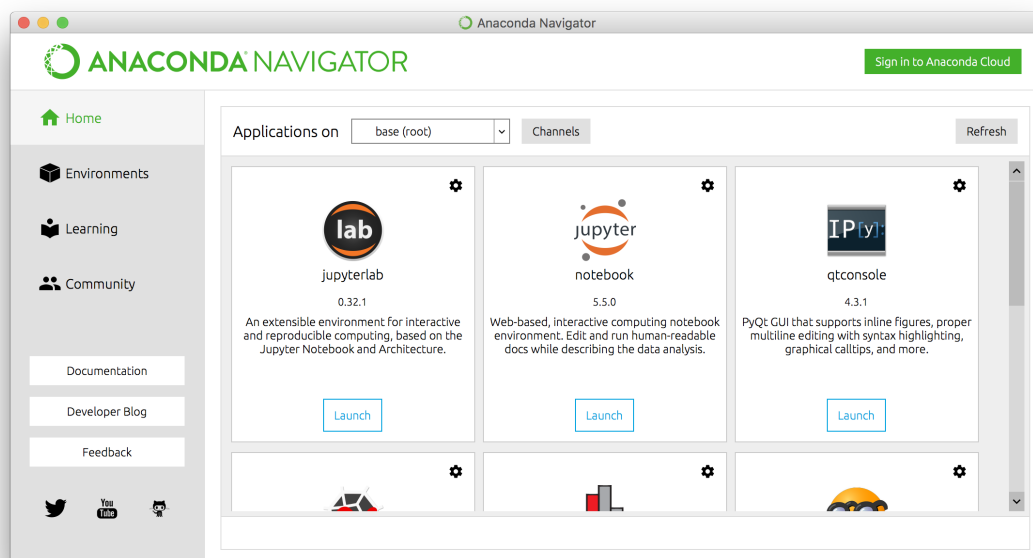 Anaconda Navigator
ANACONDA NAVIGATOR
Sign in to Anaconda Cloud
Home
Environments
Learning
Community
Documentation
Developer Blog
Feedback
You
Tube
Applications on
base (root)
Channels
Refresh
lab
jupyterlab
0.32.1
An extensible environment for interactive
and reproducible computing, based on the
Jupyter Notebook and Architecture.
Launch
jupyter
notebook
5.5.0
Web-based, interactive computing notebook
environment. Edit and run human-readable
docs while describing the data analysis.
Launch
IP[y]:
qtconsole
4.3.1
PyQt GUI that supports inline figures, proper
multiline editing with syntax highlighting,
graphical calltips, and more.
Launch